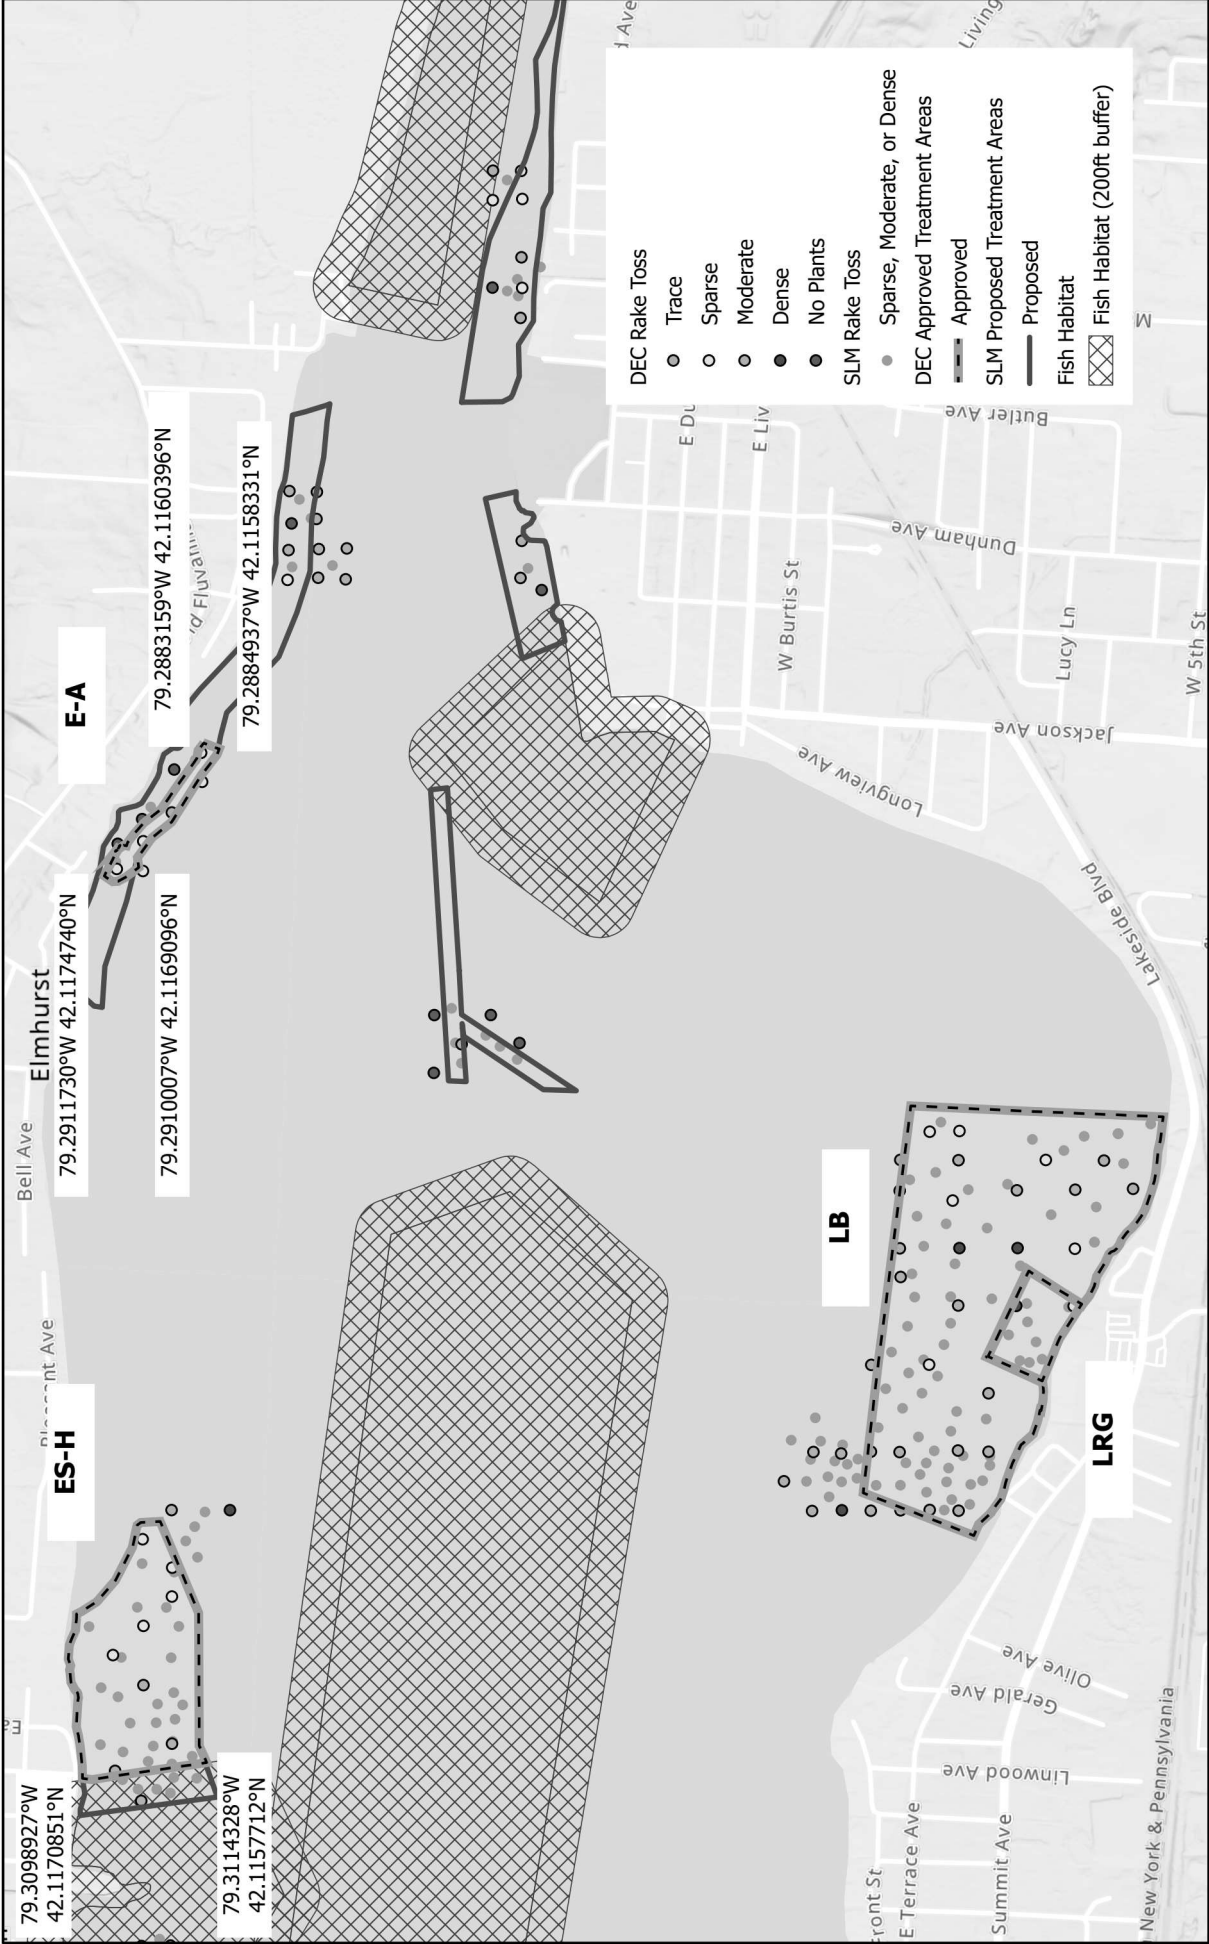 Bell Ave
Elmhurst
79.2911730°W 42.1174740°N
79.2910007°W 42.1169096°N
E-A
79.2883159°W 42.1160396°N
79.2884937°W 42.1158331°N
ES-H
79.3098927°W
42.1170851°N
79.3114328°W
42.1157712°N
LB
LRG
DEC Rake Toss
Trace
Sparse
Moderate
Dense
No Plants
SLM Rake Toss
Sparse, Moderate, or Dense
DEC Approved Treatment Areas
Approved
SLM Proposed Treatment Areas
Proposed
Fish Habitat
Fish Habitat (200ft buffer)
d Ave
Living
E Du
E Liv
M
Butler Ave
Dunham Ave
W Burtis St
Lucy Ln
W 5th St
Jackson Ave
Longview Ave
Lakeside Blvd
Olive Ave
Gerald Ave
Linwood Ave
Front St
E Terrace Ave
Summit Ave
New York & Pennsylvania